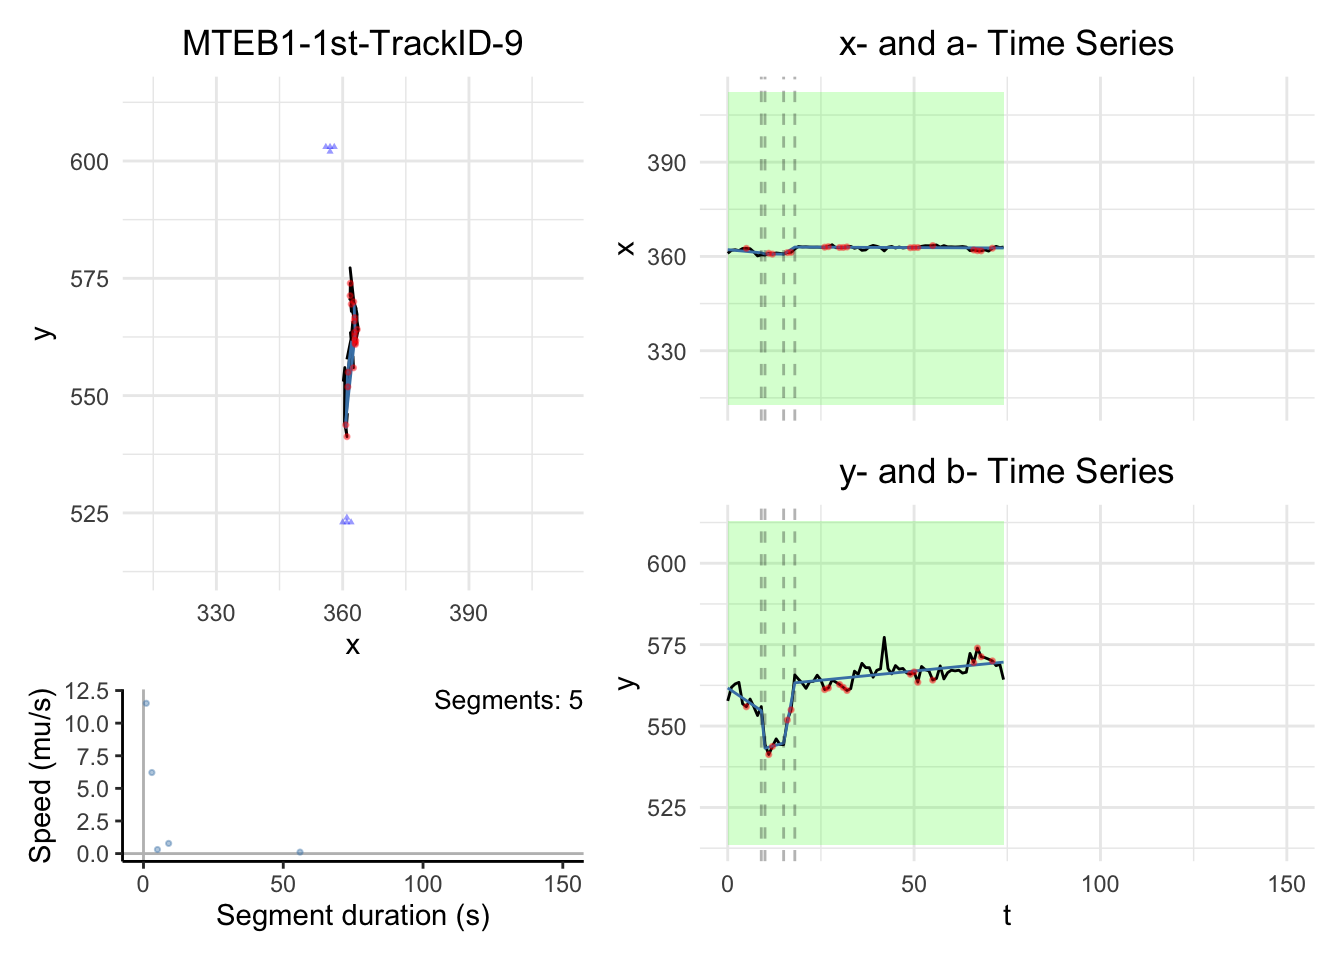 MTEB1-1st-TrackID-9
600
575
550
525
y
330
360
390
x
12.5
10.0
7.5
5.0
2.5
0.0
Speed (mu/s)
Segments: 5
0
50
100
150
Segment duration (s)
x- and a- Time Series
390
360
330
x
y- and b- Time Series
600
575
550
525
y
0
50
100
150
t